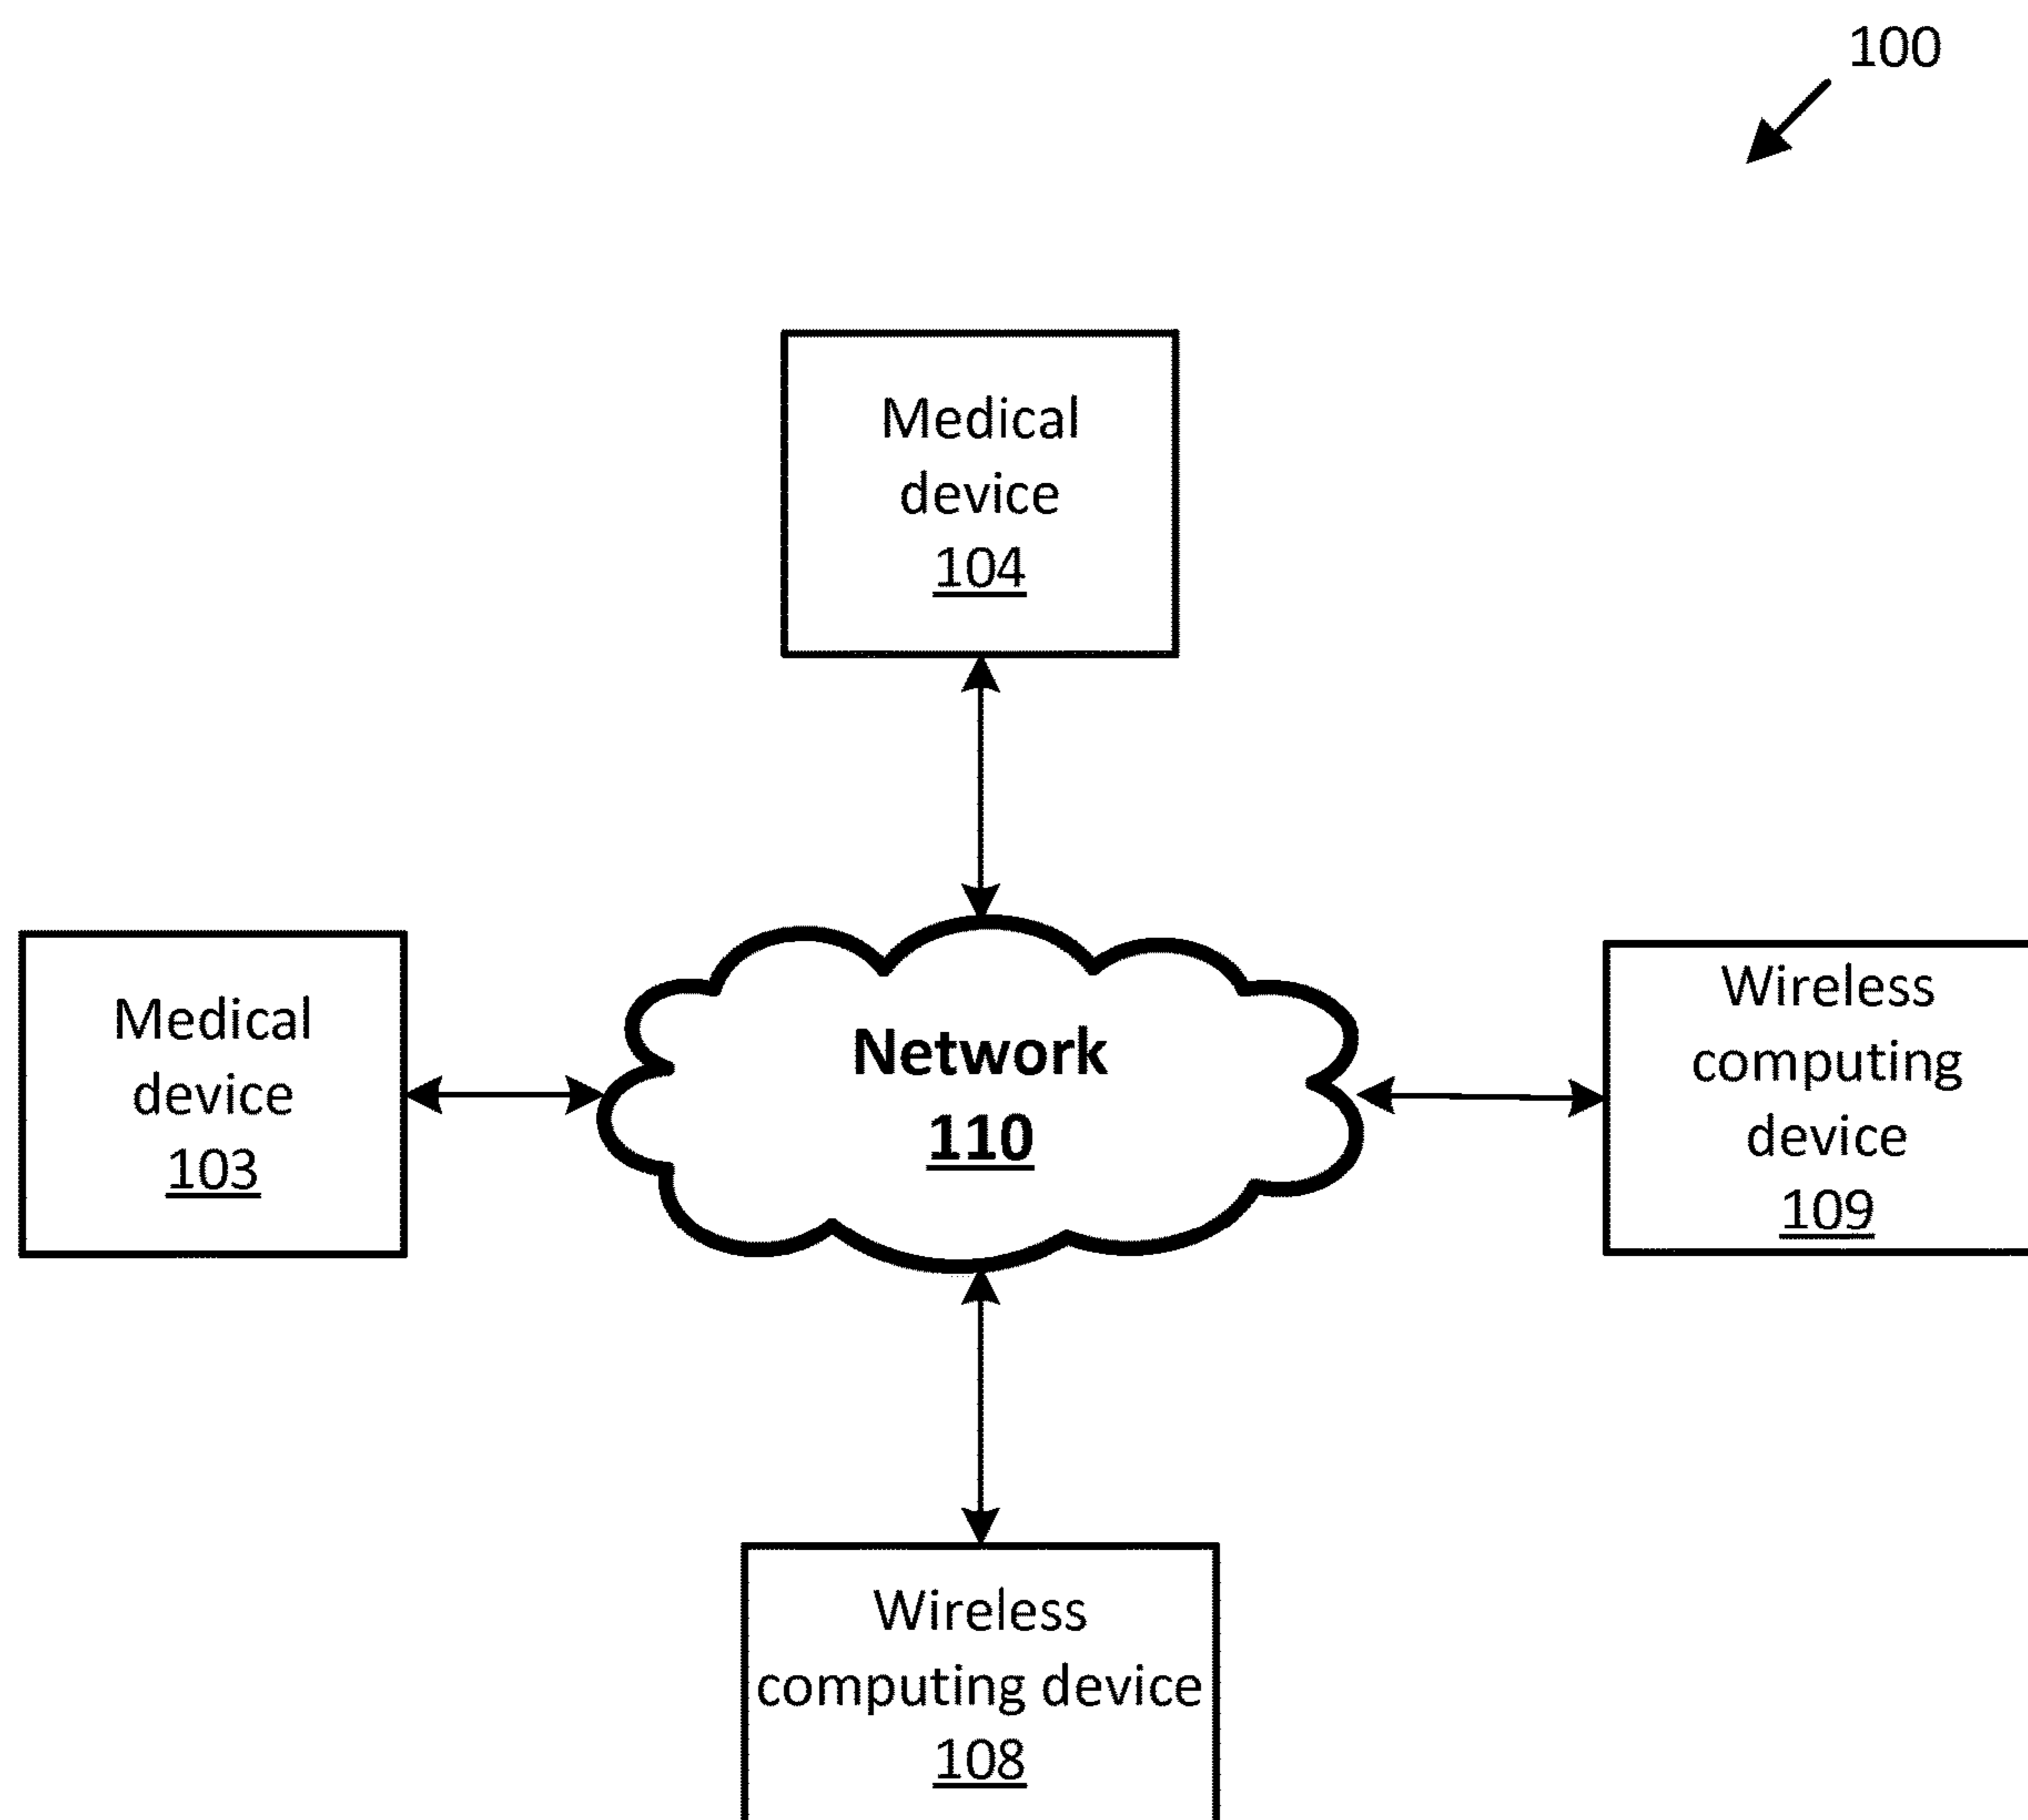 100
Medical
device
104
Medical
device
103
Network
110
Wireless
computing
device
109
Wireless
computing device
108